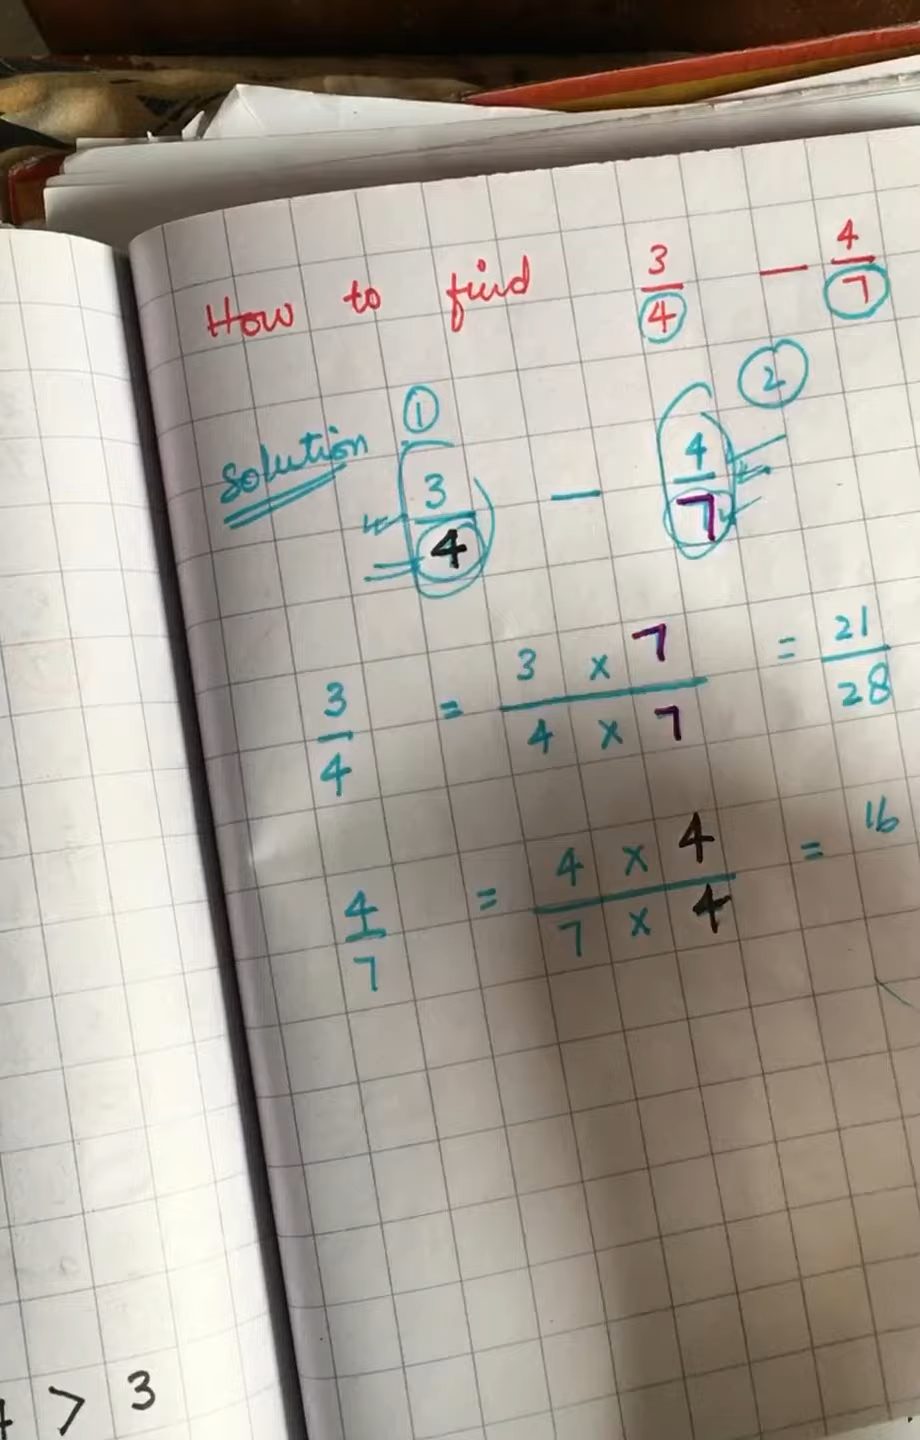 How to find 3/4 — 4/7
① ②
Solution 3/4 — 4/7
3/4 = 3 x 7 / 4 x 7 = 21/28
4/7 = 4 x 4 / 7 x 4 = 16
> 3